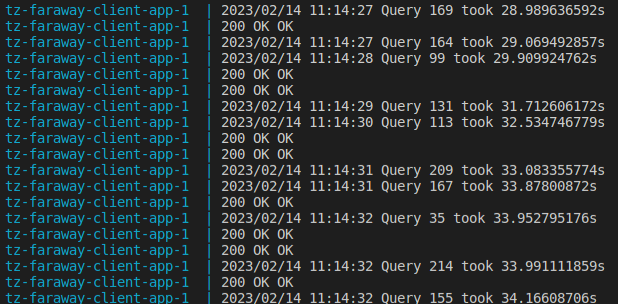 tz-faraway-client-app-1  | 2023/02/14 11:14:27 Query 169 took 28.989636592s
tz-faraway-client-app-1  | 200 OK OK
tz-faraway-client-app-1  | 2023/02/14 11:14:27 Query 164 took 29.069492857s
tz-faraway-client-app-1  | 2023/02/14 11:14:28 Query 99 took 29.909924762s
tz-faraway-client-app-1  | 200 OK OK
tz-faraway-client-app-1  | 200 OK OK
tz-faraway-client-app-1  | 2023/02/14 11:14:29 Query 131 took 31.712606172s
tz-faraway-client-app-1  | 2023/02/14 11:14:30 Query 113 took 32.534746779s
tz-faraway-client-app-1  | 200 OK OK
tz-faraway-client-app-1  | 200 OK OK
tz-faraway-client-app-1  | 2023/02/14 11:14:31 Query 209 took 33.083355774s
tz-faraway-client-app-1  | 2023/02/14 11:14:31 Query 167 took 33.87800872s
tz-faraway-client-app-1  | 200 OK OK
tz-faraway-client-app-1  | 2023/02/14 11:14:32 Query 35 took 33.952795176s
tz-faraway-client-app-1  | 200 OK OK
tz-faraway-client-app-1  | 200 OK OK
tz-faraway-client-app-1  | 2023/02/14 11:14:32 Query 214 took 33.991111859s
tz-faraway-client-app-1  | 200 OK OK
tz-faraway-client-app-1  | 2023/02/14 11:14:32 Query 155 took 34.16608706s